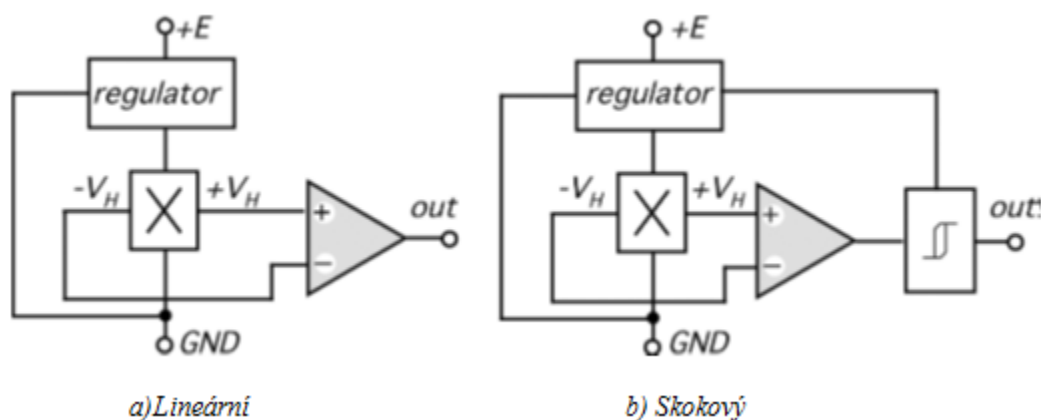 +E
regulator
-V_H
+V_H
+
−
out
GND
a)Lineární
+E
regulator
-V_H
+V_H
+
−
out
GND
b) Skokový